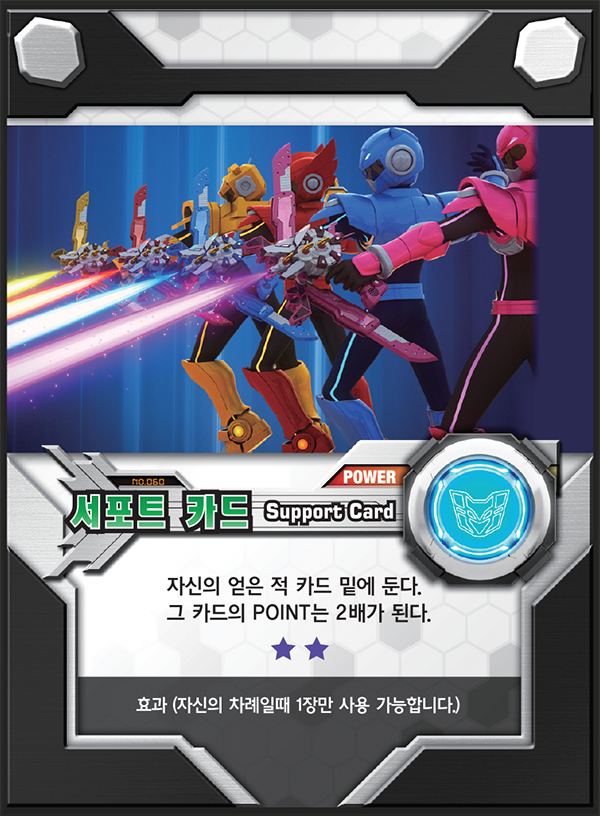 NO.060
POWER
서포트 카드 Support Card
자신의 얻은 적 카드 밑에 둔다.
그 카드의 POINT는 2배가 된다.
효과 (자신의 차례일때 1장만 사용 가능합니다.)